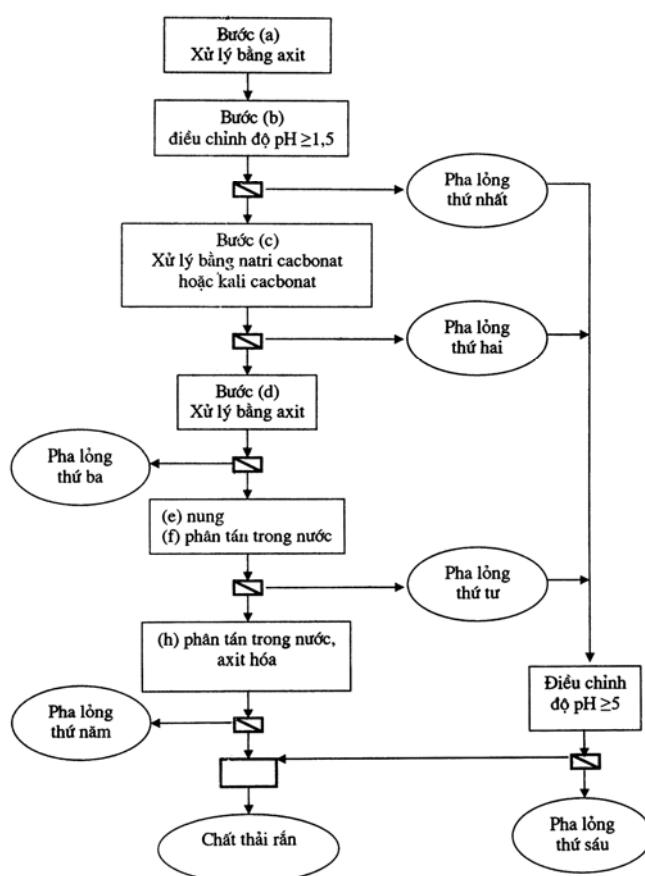 Bước (a)
Xử lý bằng axit
Bước (b)
điều chỉnh độ pH ≥1,5
Pha lỏng
thứ nhất
Bước (c)
Xử lý bằng natri cacbonat
hoặc kali cacbonat
Pha lỏng
thứ hai
Bước (d)
Xử lý bằng axit
Pha lỏng
thứ ba
(e) nung
(f) phân tán trong nước
Pha lỏng
thứ tư
(h) phân tán trong nước,
axit hóa
Điều chỉnh
độ pH ≥5
Pha lỏng
thứ năm
Chất thải rắn
Pha lỏng
thứ sáu